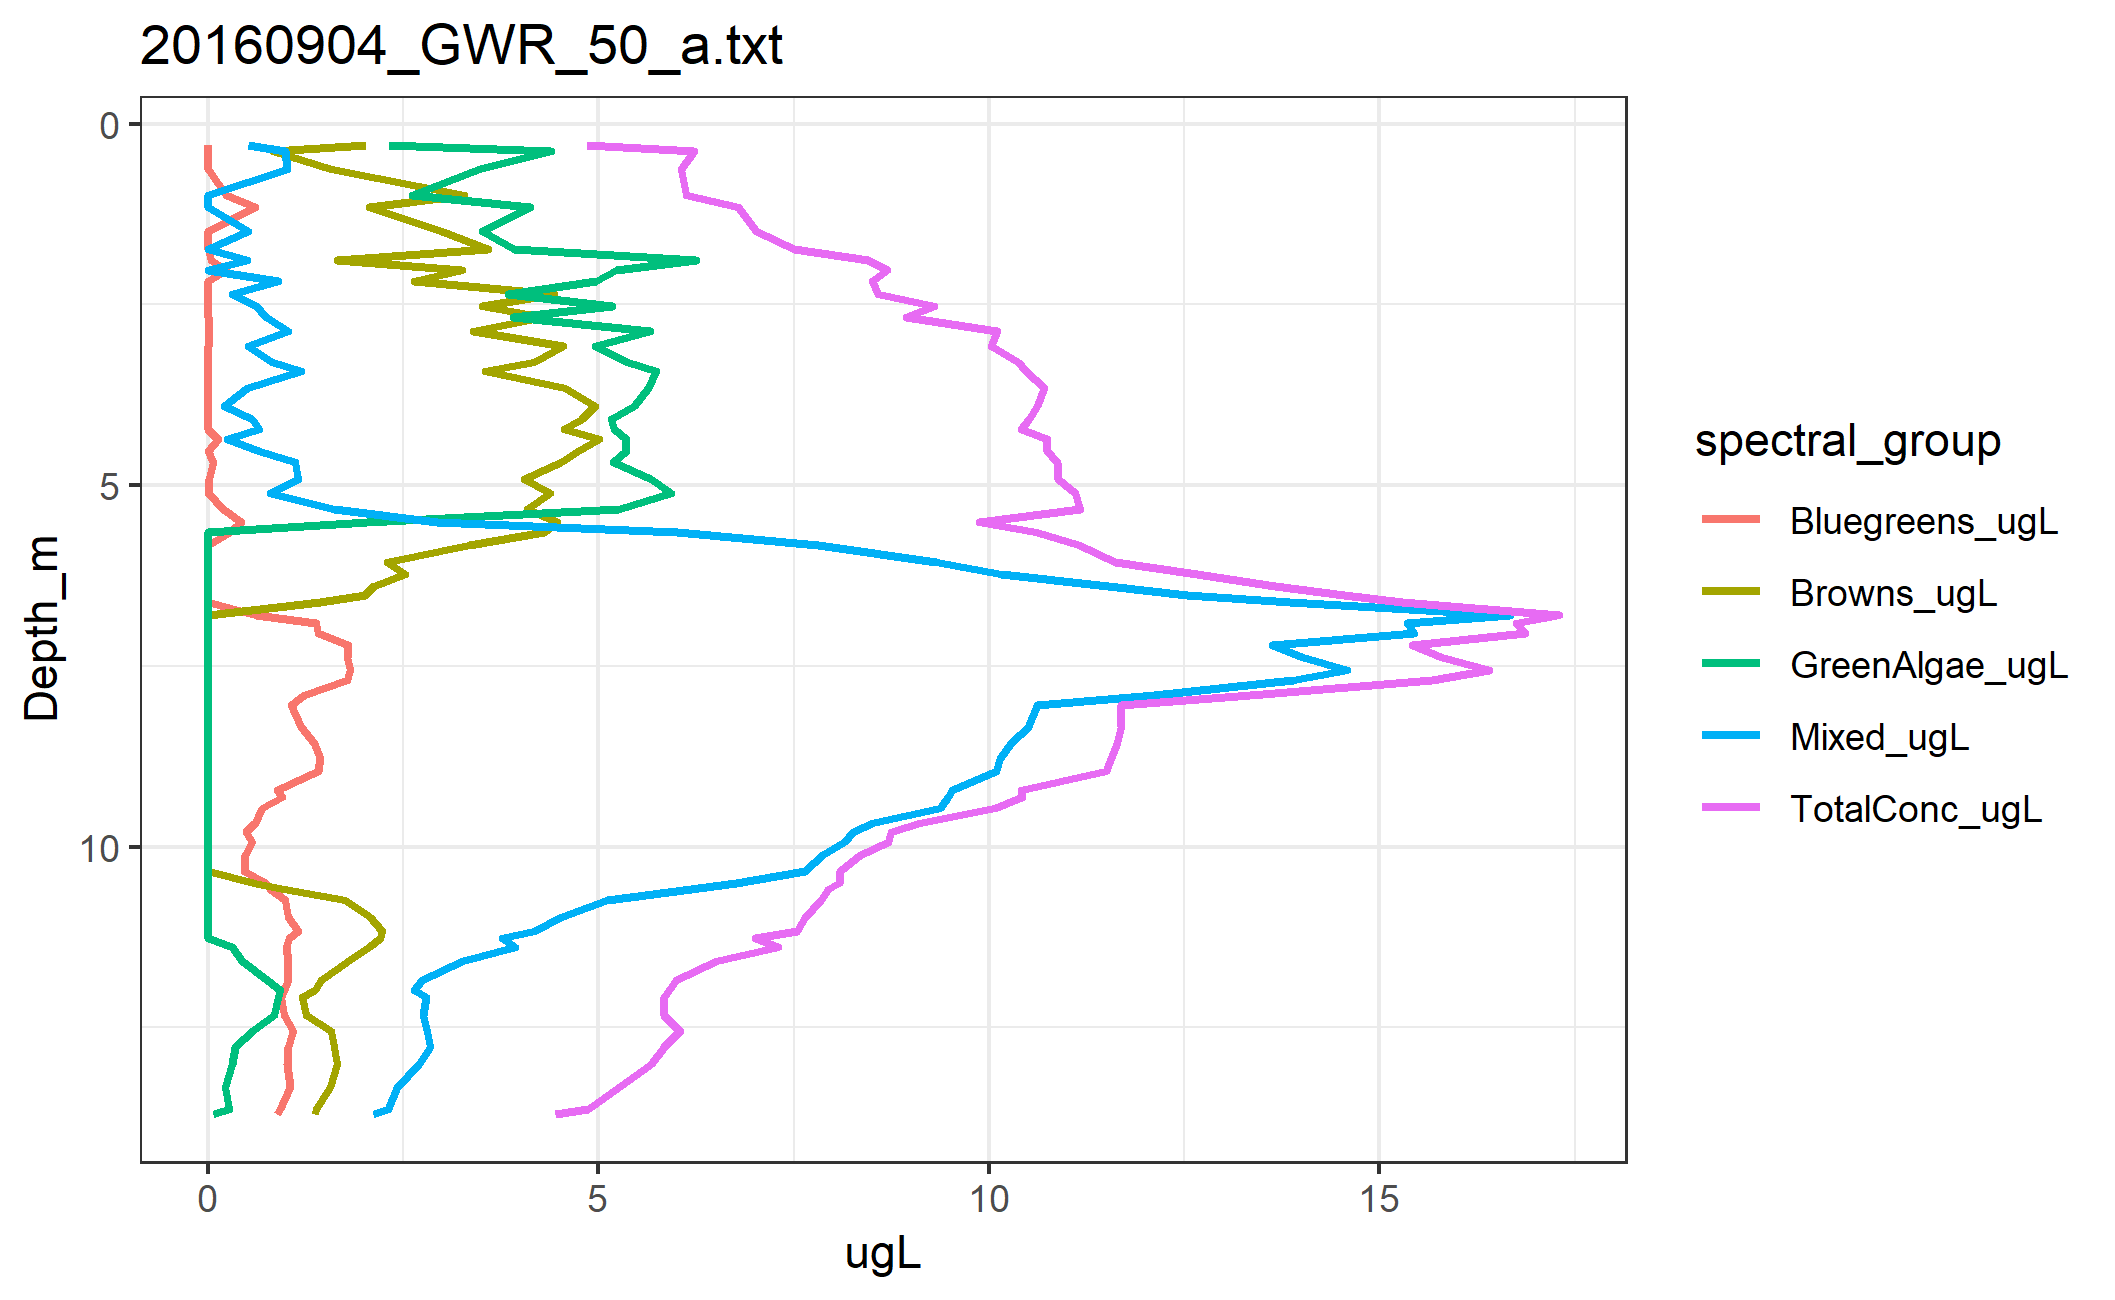 20160904_GWR_50_a.txt
0
5
10
Depth_m
0
5
10
15
ugL
spectral_group
Bluegreens_ugL
Browns_ugL
GreenAlgae_ugL
Mixed_ugL
TotalConc_ugL